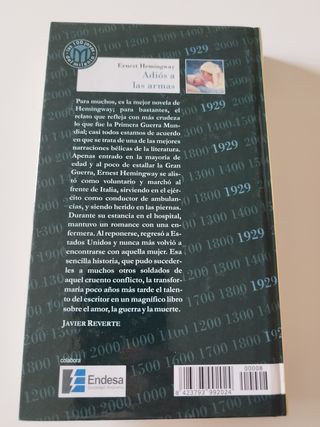 Ernest Hemingway
Adiós a
las armas
Para muchos, es la mejor novela de
Hemingway; para bastantes, el
relato que refleja con más crudeza
lo que fue la Primera Guerra Mun-
dial; casi todos estamos de acuerdo
en que se trata de una de las mejores
narraciones bélicas de la literatura.
Apenas entrado en la mayoría de
edad y al poco de estallar la Gran
Guerra, Ernest Hemingway se alis-
tó como voluntario y marchó al
frente de Italia, sirviendo en el ejér-
cito como conductor de ambulan-
cias, y siendo herido en las piernas.
Durante su estancia en el hospital,
mantuvo un romance con una en-
fermera. Al reponerse, regresó a Es-
tados Unidos y nunca más volvió a
encontrarse con aquella mujer. Esa
sencilla historia, que pudo suceder-
les a muchos otros soldados de
aquel cruento conflicto, la transfor-
maría poco años más tarde el talen-
to del escritor en un magnífico libro
sobre el amor, la guerra y la muerte.
JAVIER REVERTE
1929
1929
1929
1929
1929
colabora
Endesa
00008
8 423793 992024